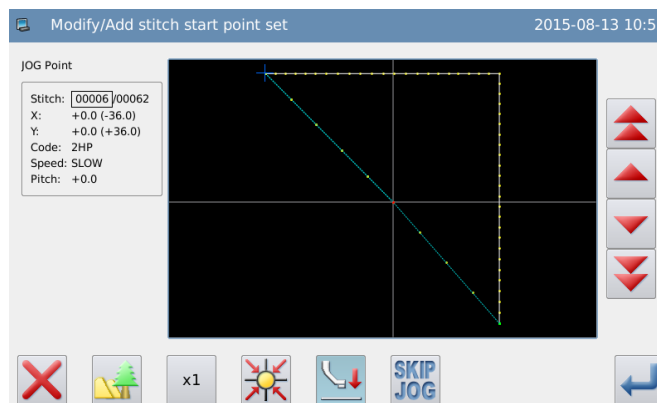 Modify/Add stitch start point set 2015-08-13 10:5
JOG Point
Stitch: 00006/00062
X: +0.0 (-36.0)
Y: +0.0 (+36.0)
Code: 2HP
Speed: SLOW
Pitch: +0.0
x1
SKIP
JOG